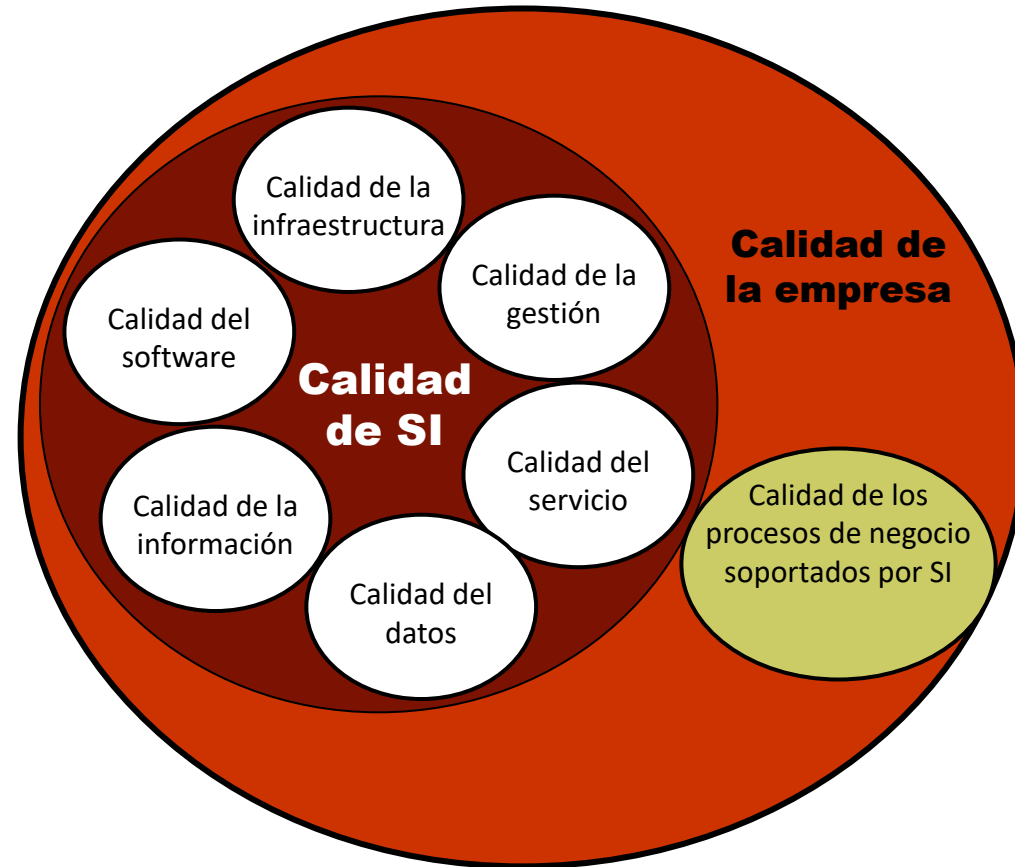 Calidad de la
infraestructura
Calidad de la
gestión
Calidad de
la empresa
Calidad del
software
Calidad
de SI
Calidad del
servicio
Calidad de la
información
Calidad de los
procesos de negocio
soportados por SI
Calidad del
datos